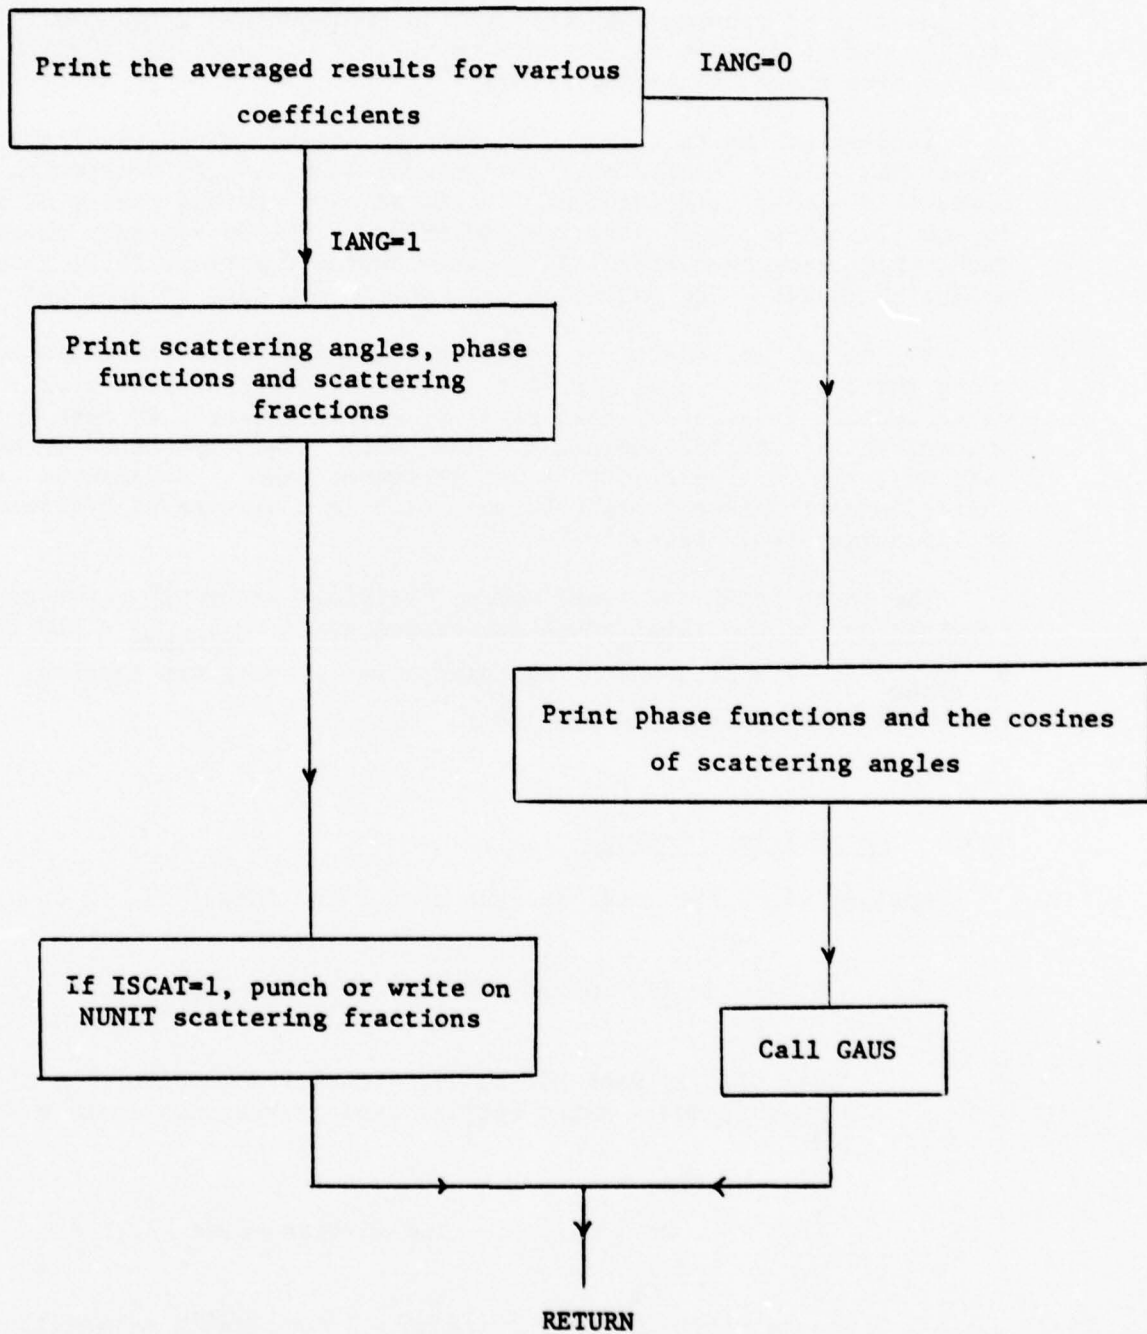 Print the averaged results for various
coefficients
IANG=0
IANG=1
Print scattering angles, phase
functions and scattering
fractions
Print phase functions and the cosines
of scattering angles
If ISCAT=1, punch or write on
NUNIT scattering fractions
Call GAUS
RETURN